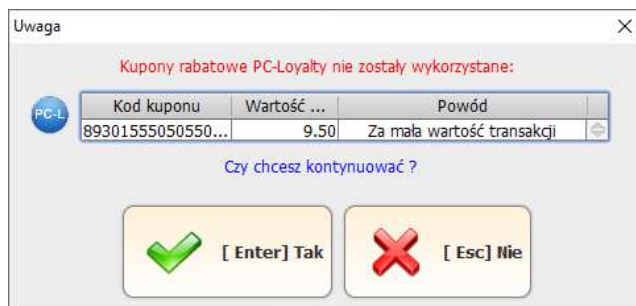 Uwaga
Kupony rabatowe PC-Loyalty nie zostały wykorzystane:
PC-L
Kod kuponu Wartość ... Powód
89301555050550... 9.50 Za mała wartość transakcji
Czy chcesz kontynuować ?
[ Enter] Tak [ Esc] Nie